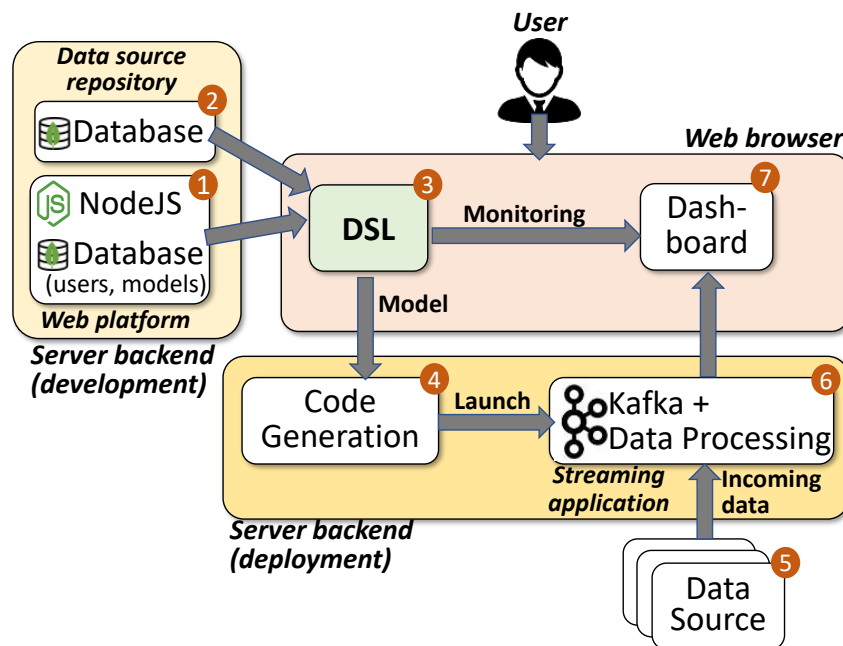 User
Data source
repository
2
Database
1
JS
NodeJS
Database
(users, models)
Web platform
Server backend
(development)
Web browser
3
DSL
Monitoring
7
Dash-
board
Model
4
Code
Generation
Launch
6
Kafka +
Data Processing
Streaming
application
Incoming
data
Server backend
(deployment)
5
Data
Source